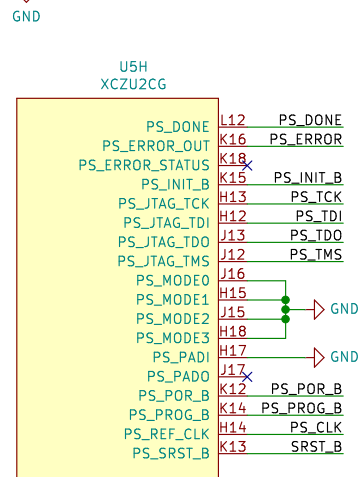 GND
U5H
XCZU2CG
PS_DONE L12 PS_DONE
PS_ERROR_OUT K16 PS_ERROR
PS_ERROR_STATUS K18
PS_INIT_B K15 PS_INIT_B
PS_JTAG_TCK H13 PS_TCK
PS_JTAG_TDI H12 PS_TDI
PS_JTAG_TDO J13 PS_TDO
PS_JTAG_TMS J12 PS_TMS
PS_MODE0 J16
PS_MODE1 H15
GND
PS_MODE2 J15
PS_MODE3 H18
PS_PADI H17 GND
PS_PADO J17
PS_POR_B K12 PS_POR_B
PS_PROG_B K14 PS_PROG_B
PS_REF_CLK H14 PS_CLK
PS_SRST_B K13 SRST_B